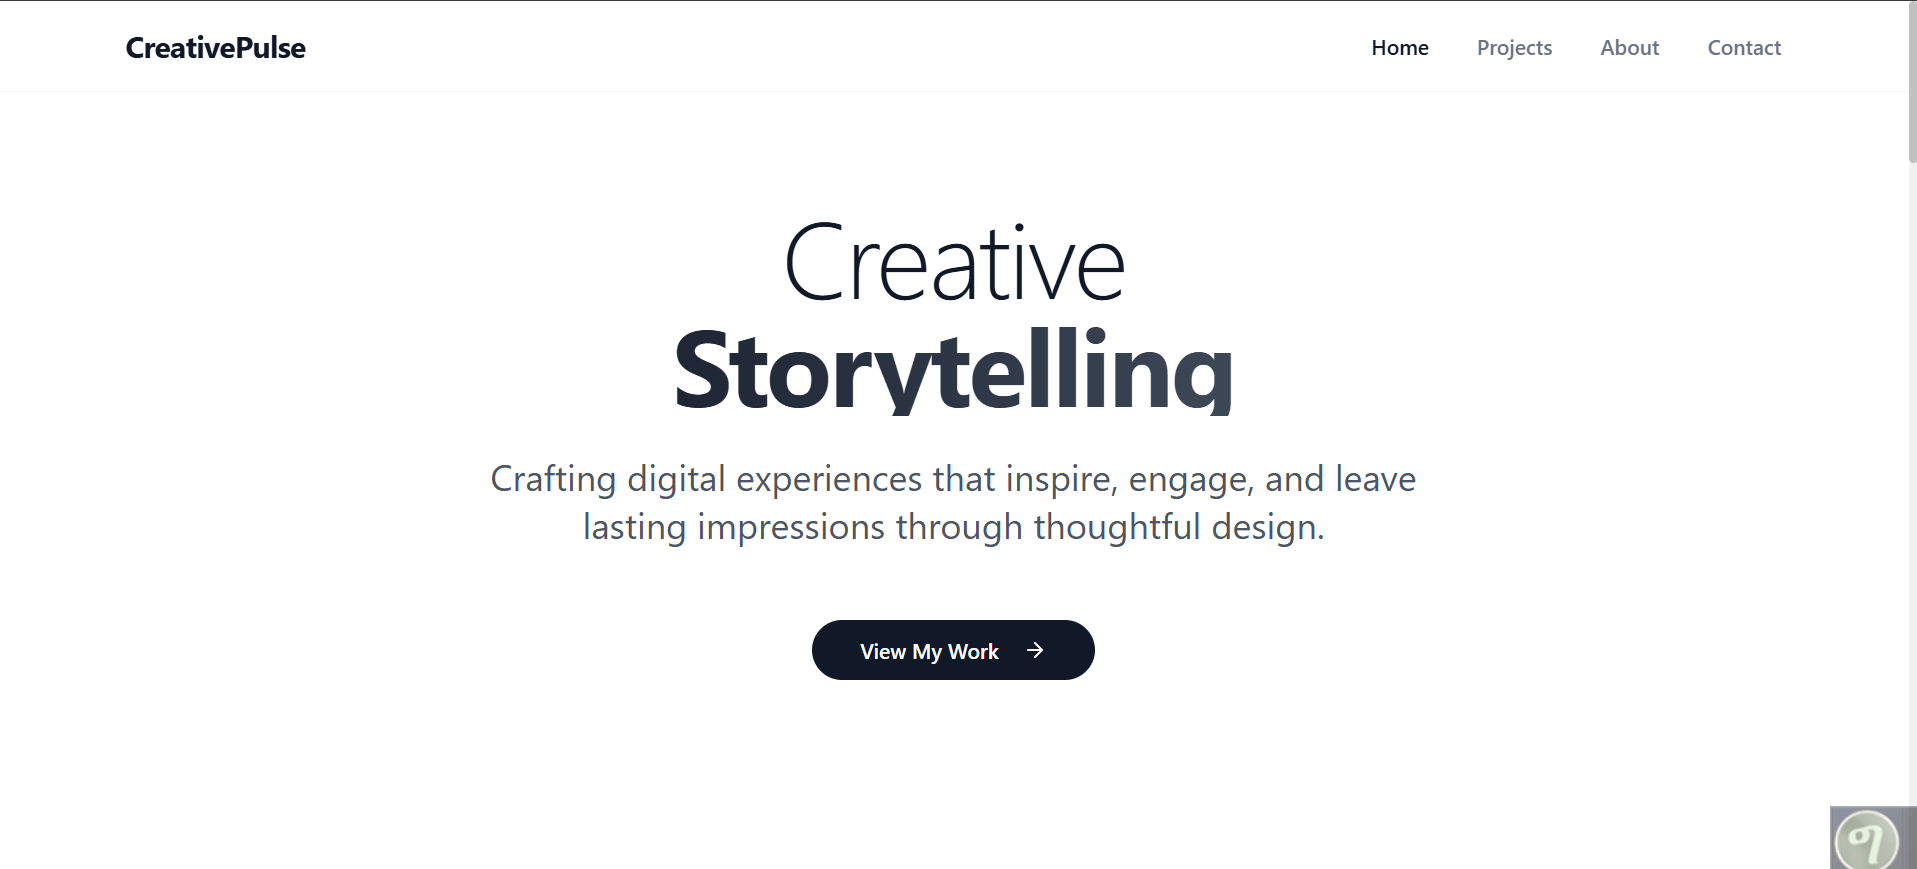 CreativePulse
Home Projects About Contact
Creative
Storytelling
Crafting digital experiences that inspire, engage, and leave
lasting impressions through thoughtful design.
View My Work →